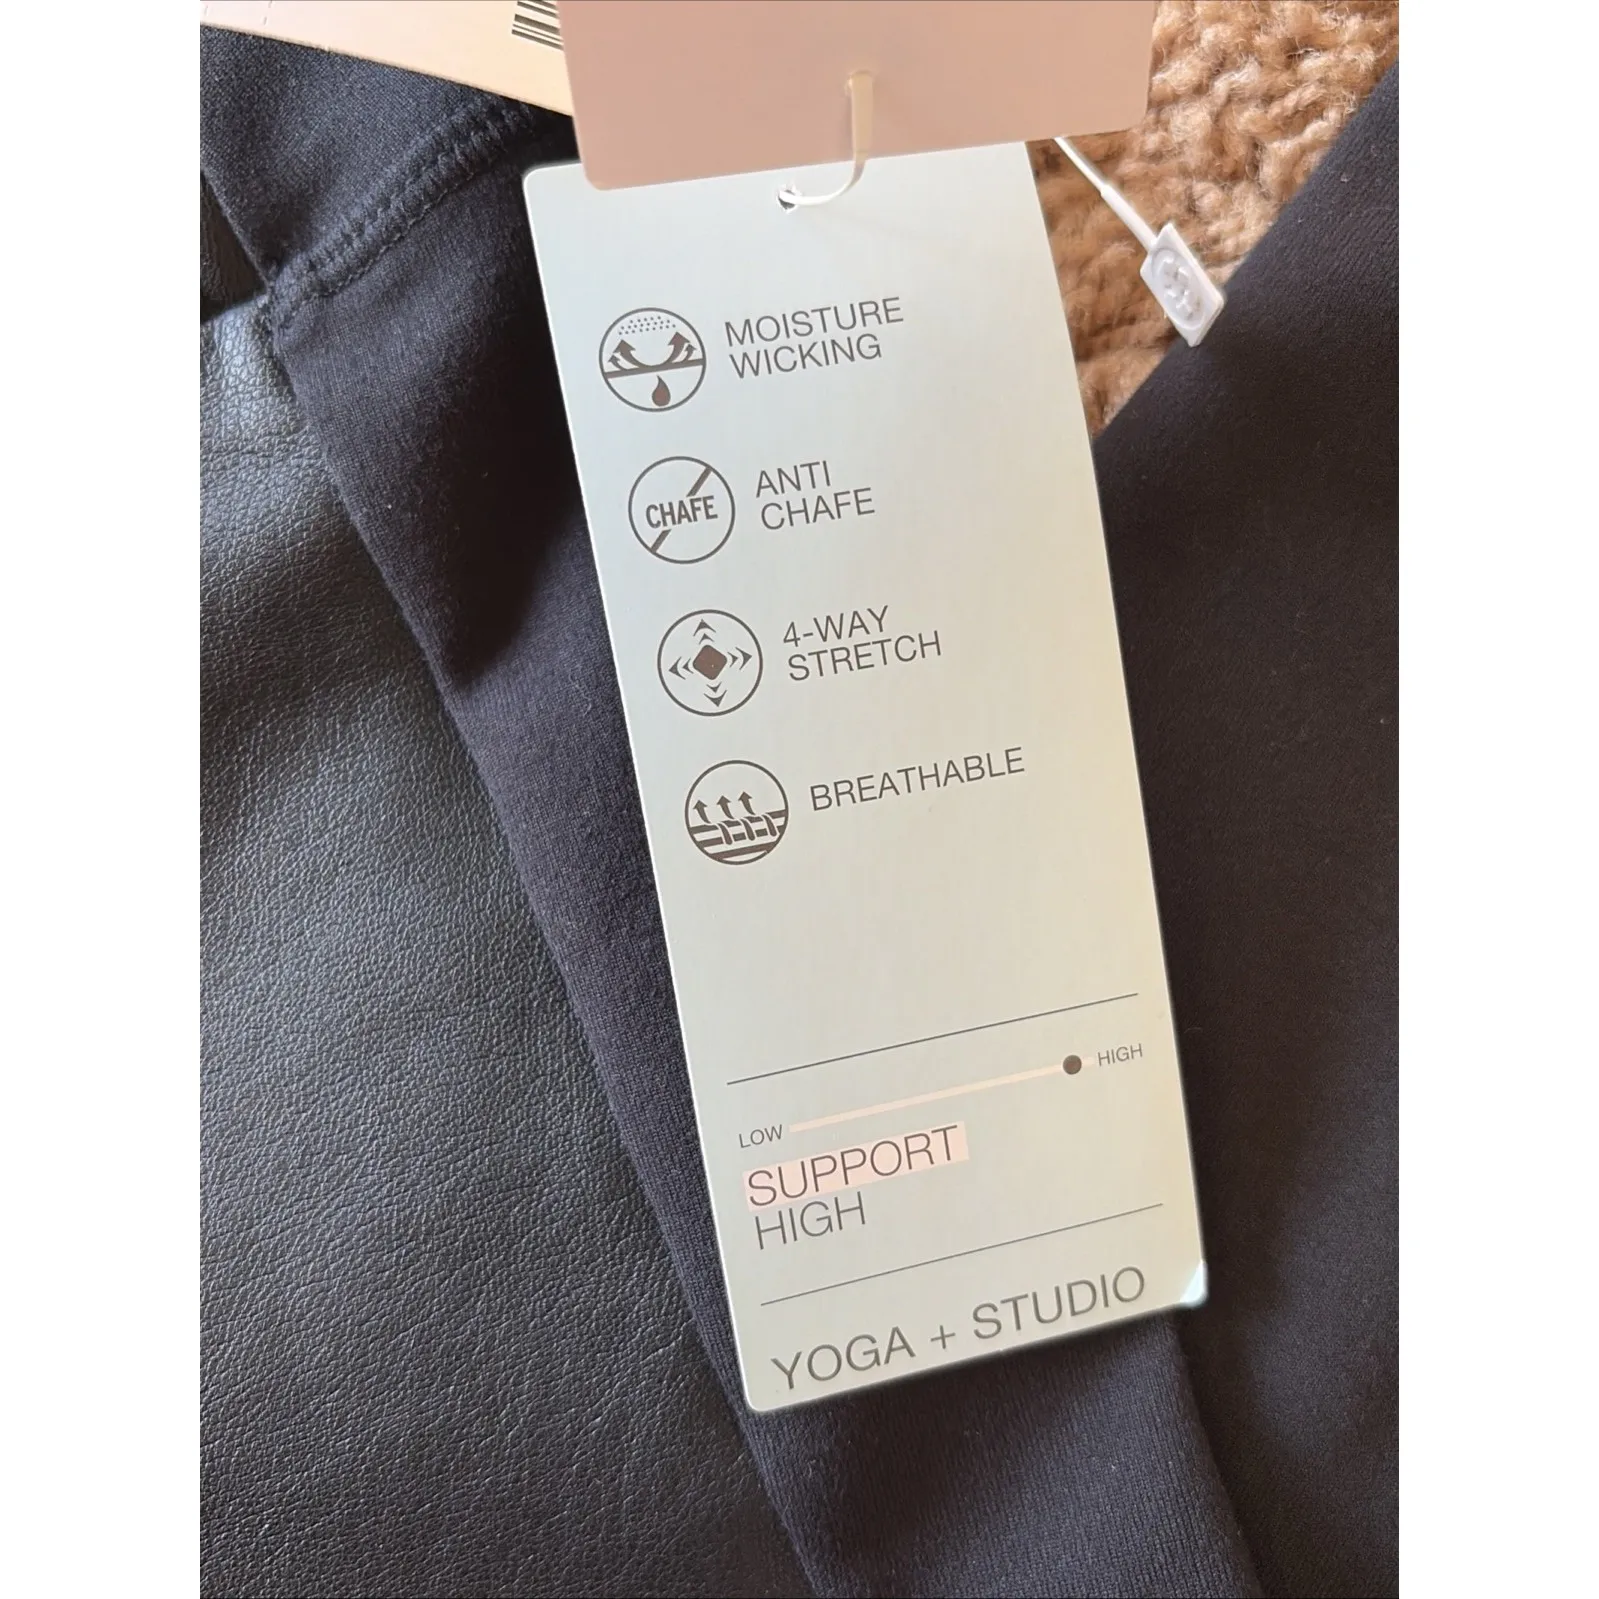 MOISTURE
WICKING
CHAFE
ANTI
CHAFE
4-WAY
STRETCH
BREATHABLE
HIGH
LOW
SUPPORT
HIGH
YOGA + STUDIO